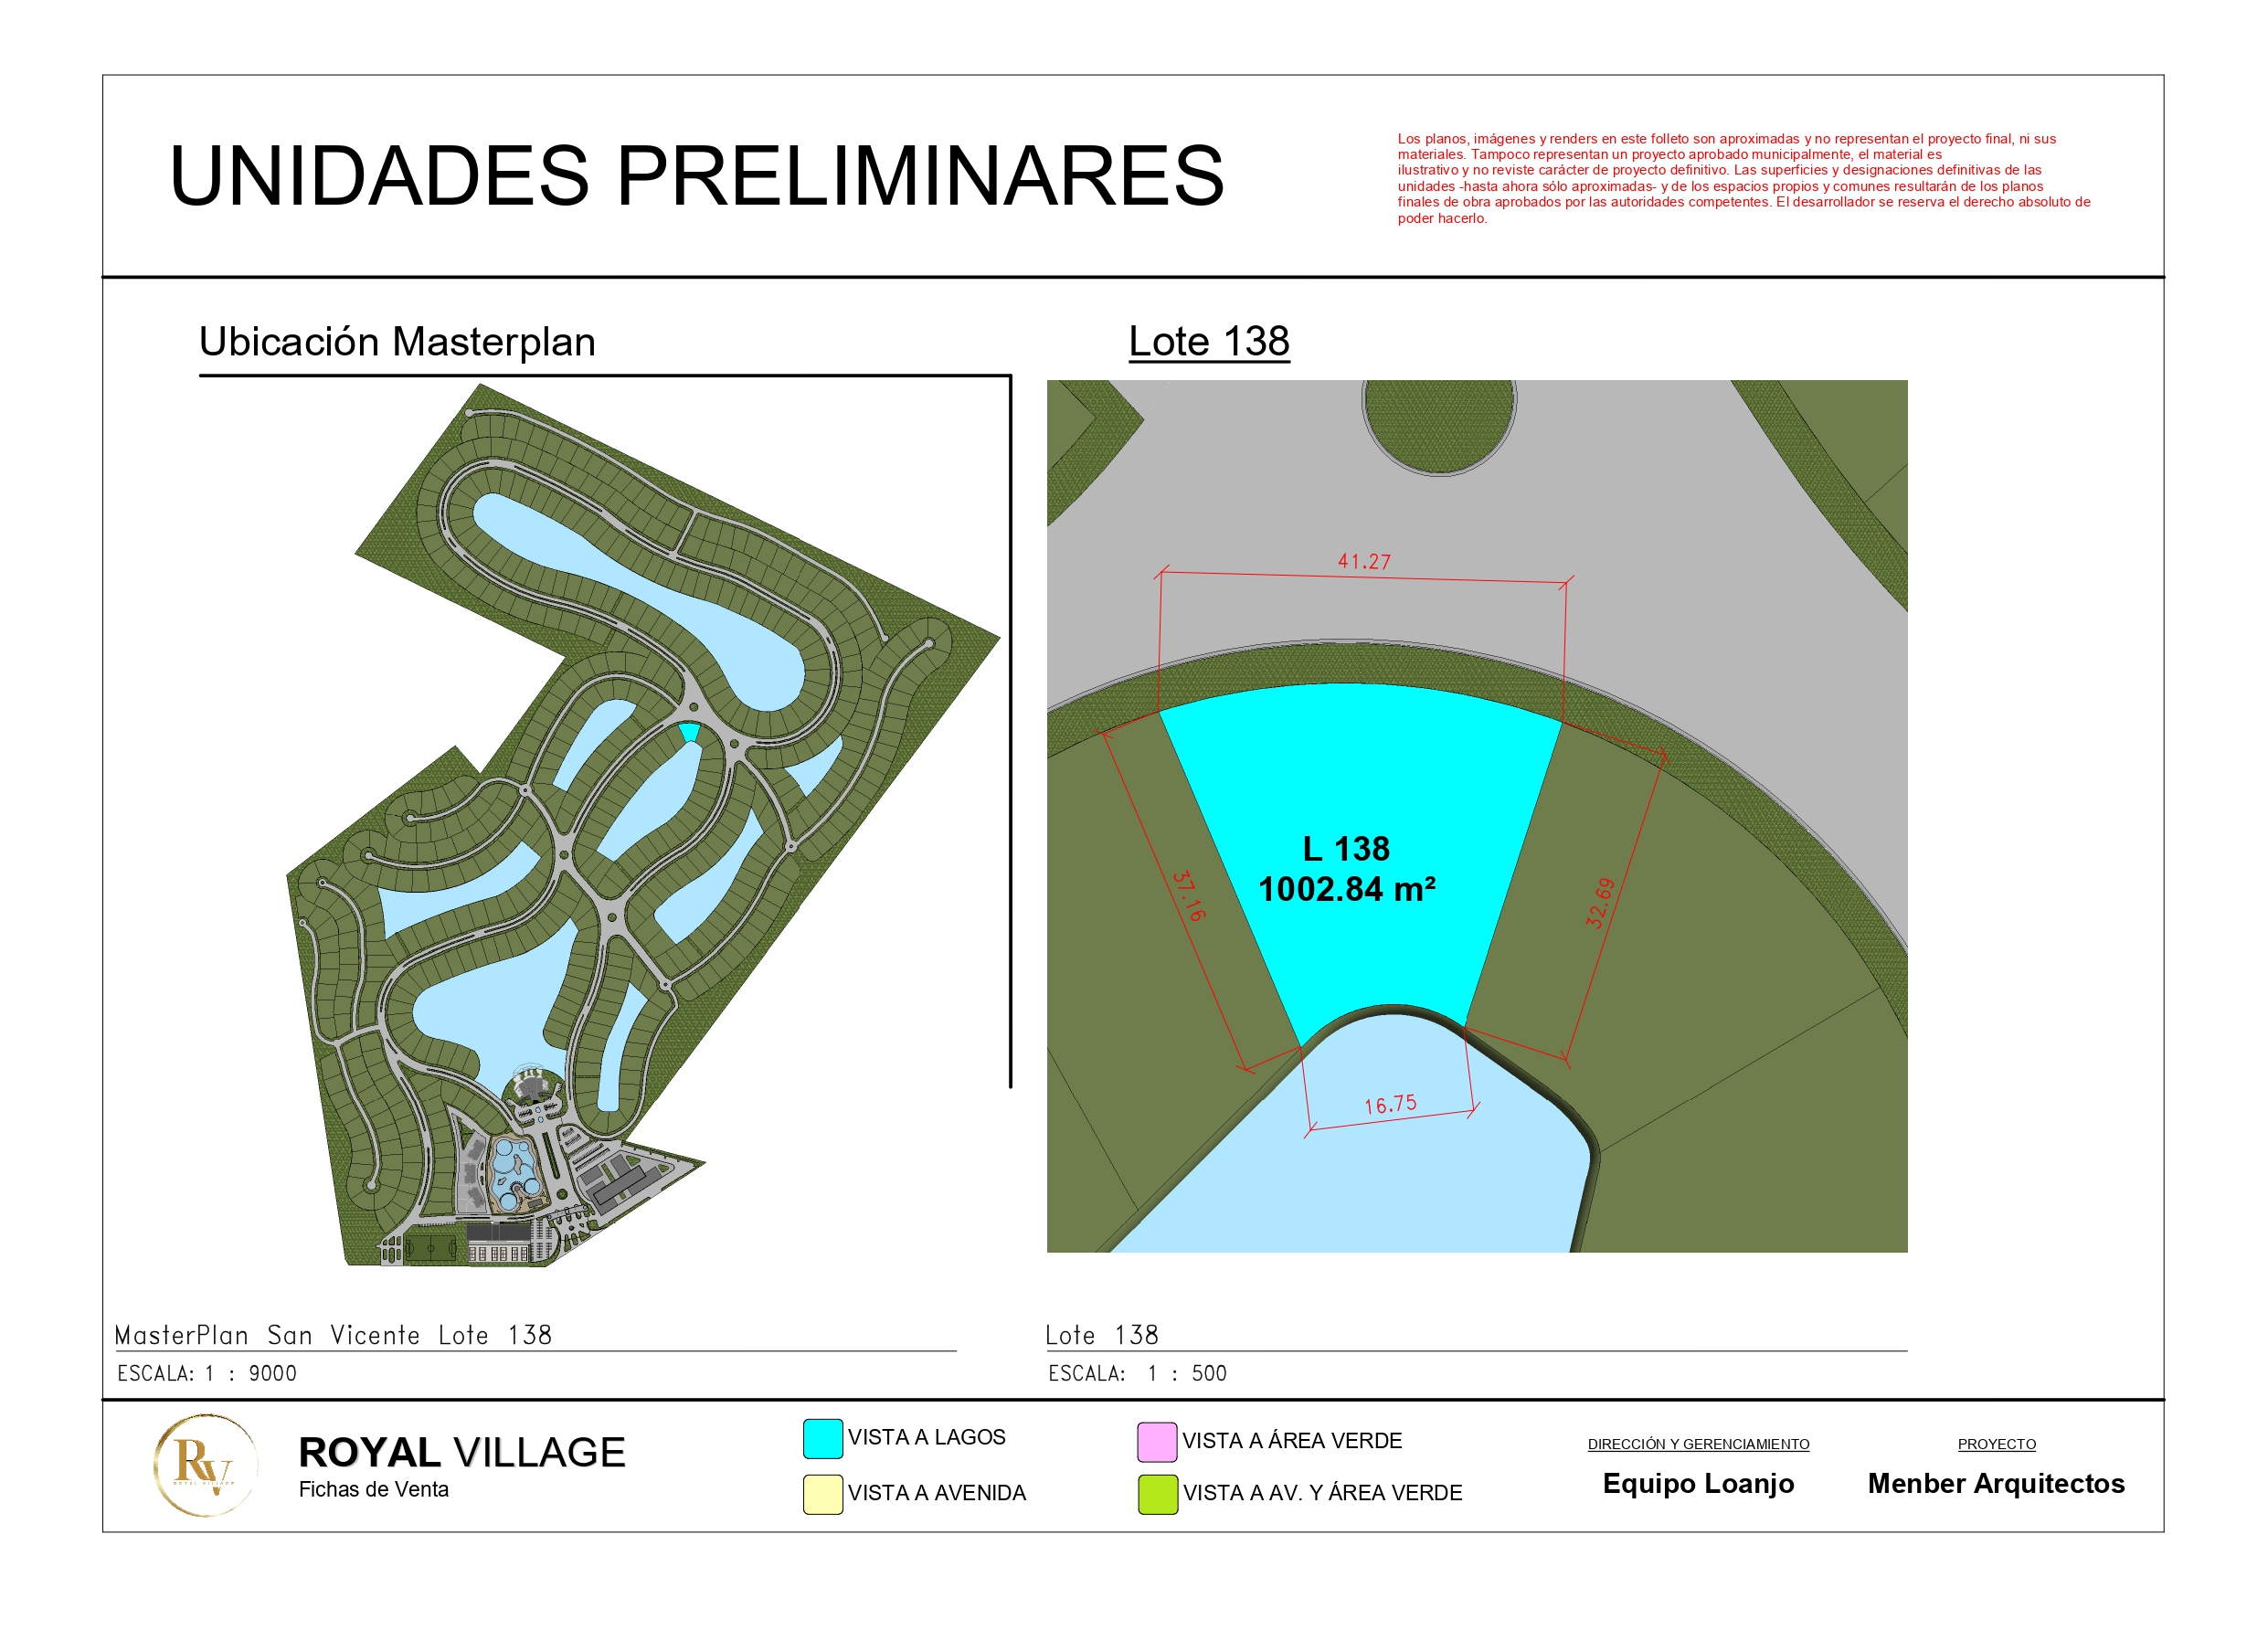 UNIDADES PRELIMINARES
Los planos, imágenes y renders en este folleto son aproximadas y no representan el proyecto final, ni sus
materiales. Tampoco representan un proyecto aprobado municipalmente, el material es
ilustrativo y no reviste carácter de proyecto definitivo. Las superficies y designaciones definitivas de las
unidades -hasta ahora sólo aproximadas- y de los espacios propios y comunes resultarán de los planos
finales de obra aprobados por las autoridades competentes. El desarrollador se reserva el derecho absoluto de
poder hacerlo.
Ubicación Masterplan
Lote 138
41.27
37.16
L 138
1002.84 m²
32.69
16.75
MasterPlan San Vicente Lote 138
ESCALA: 1 : 9000
Lote 138
ESCALA: 1 : 500
RV
ROYAL VILLAGE
ROYAL VILLAGE
Fichas de Venta
VISTA A LAGOS
VISTA A AVENIDA
VISTA A ÁREA VERDE
VISTA A AV. Y ÁREA VERDE
DIRECCIÓN Y GERENCIAMIENTO
Equipo Loanjo
PROYECTO
Menber Arquitectos